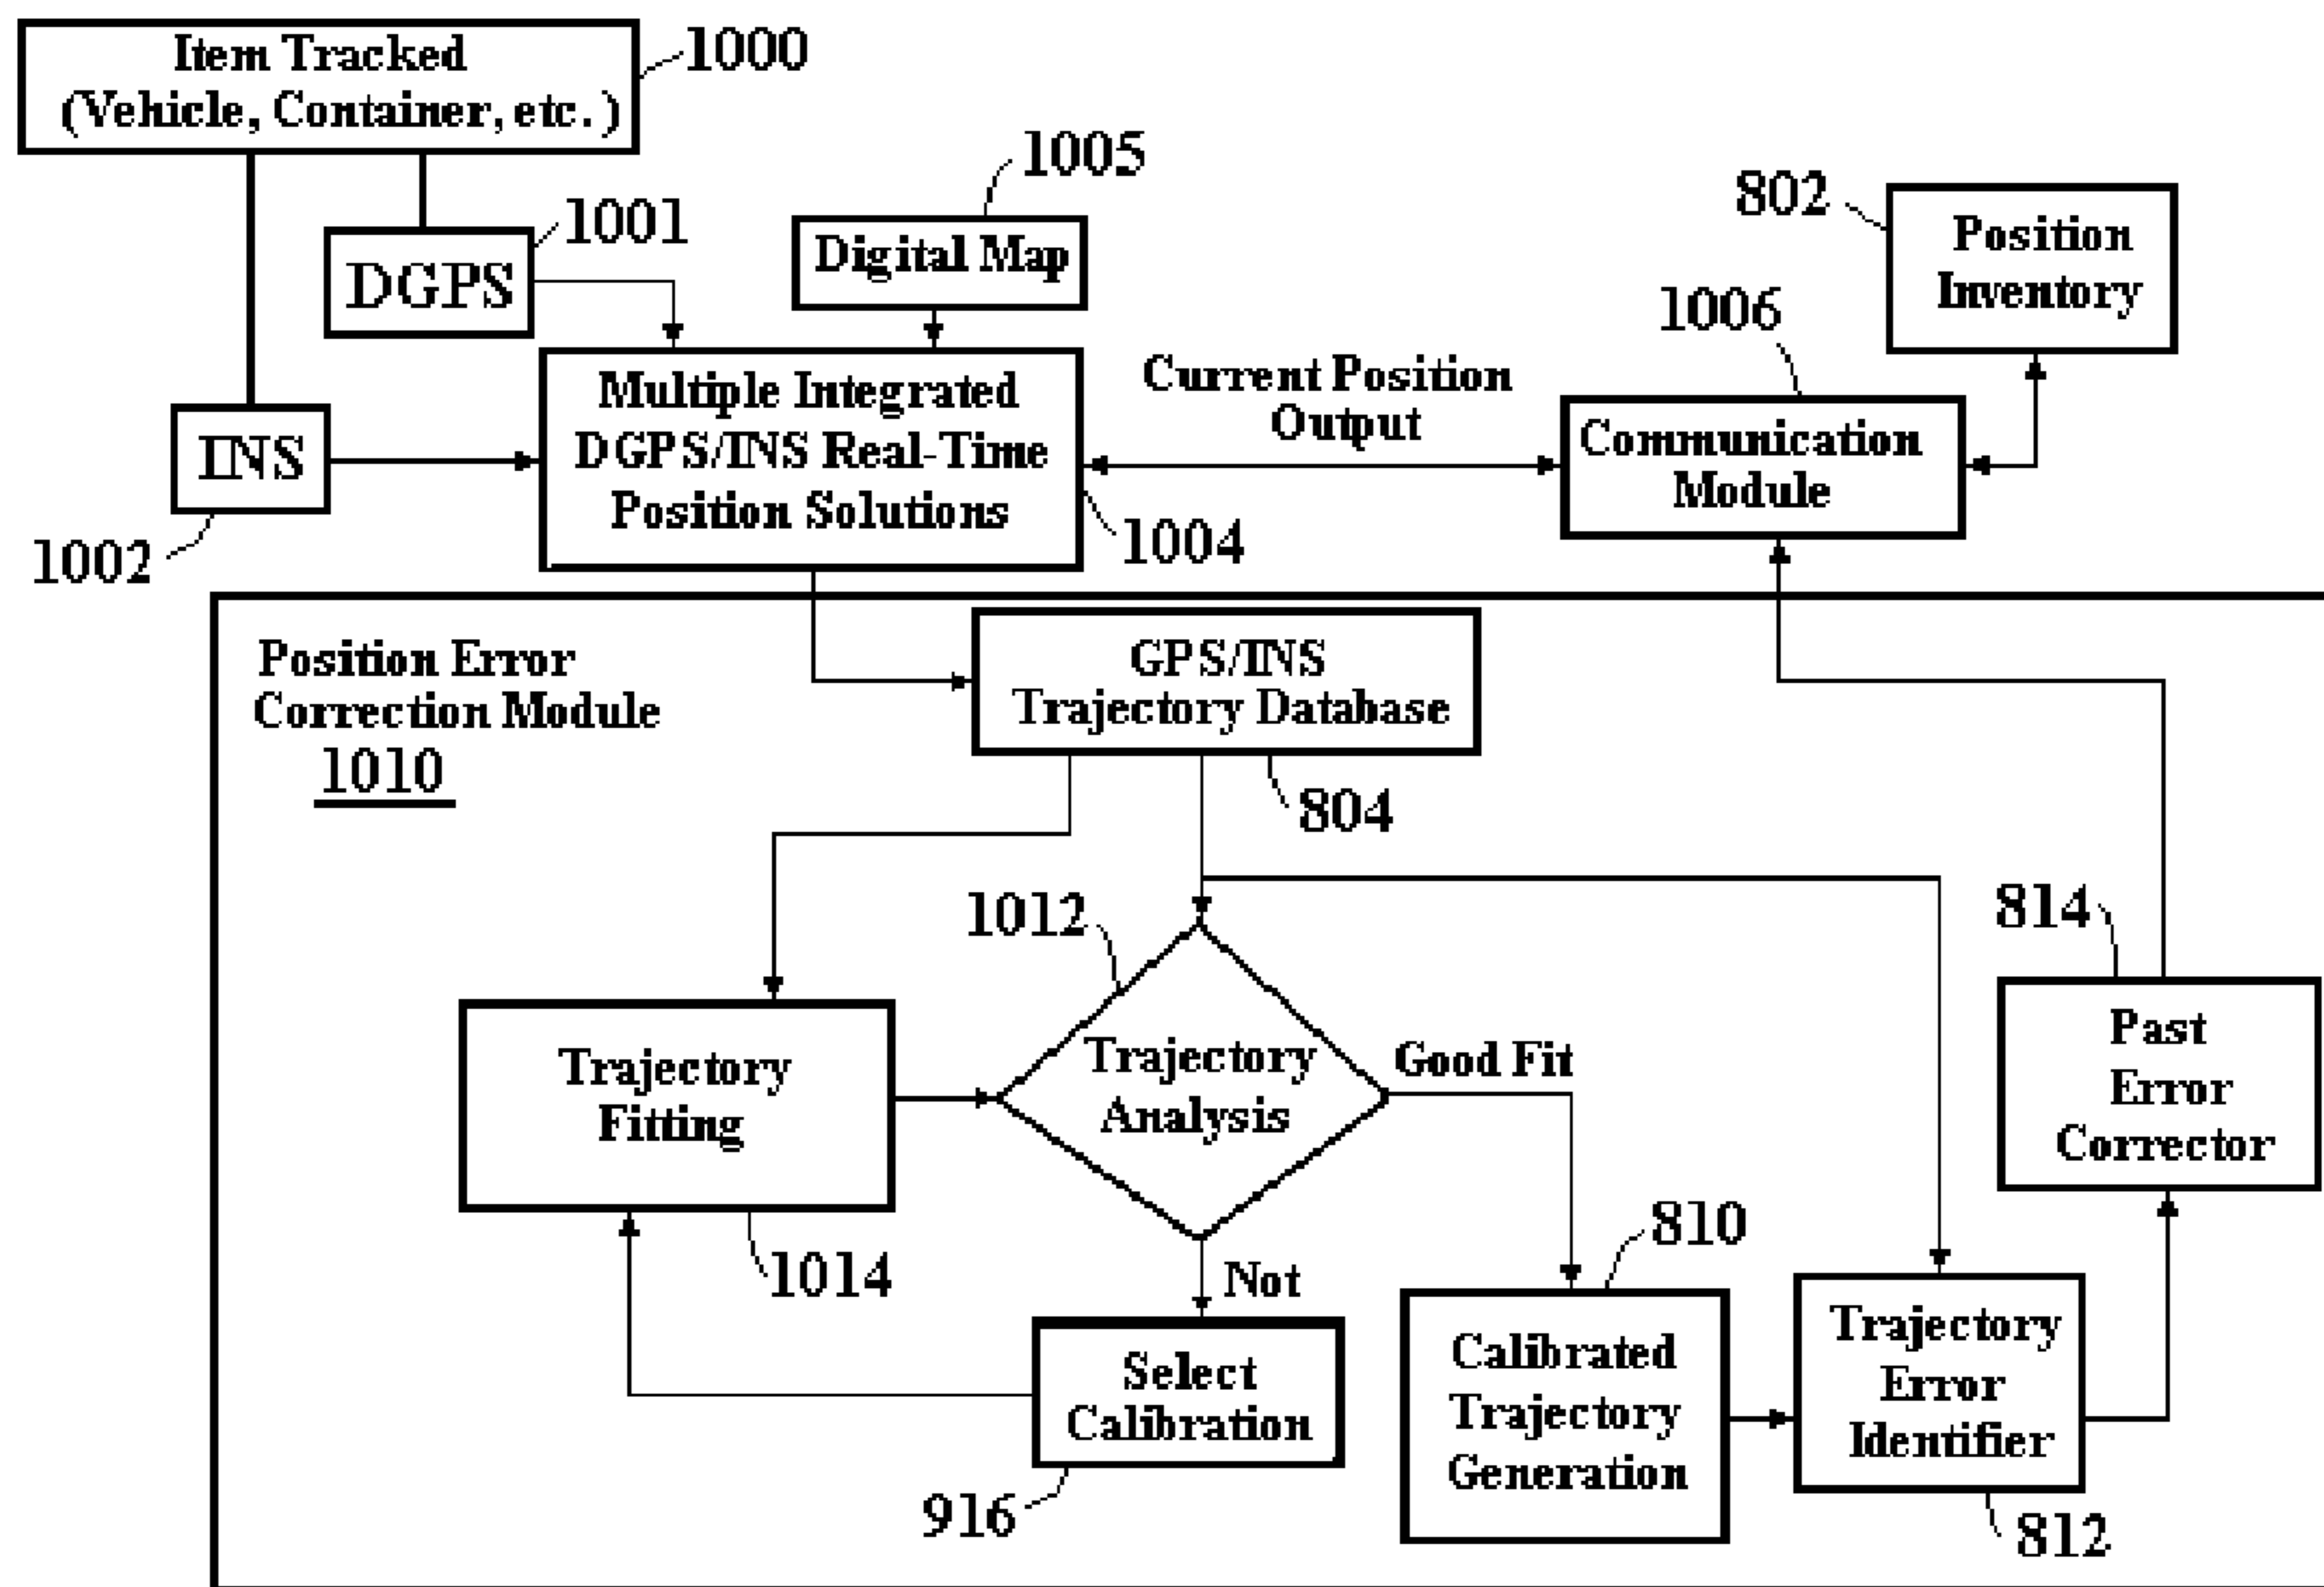 Item Tracked
(Vehicle, Container, etc.)
1000
1005
802
1001
DGPS
Digital Map
Position
Inventory
1006
Multiple Integrated
DGPS/INS Real-Time
Position Solutions
Current Position
Output
Communication
Module
INS
1002
1004
Position Error
Correction Module
1010
GPS/INS
Trajectory Database
804
1012
814
Trajectory
Fitting
Trajectory
Analysis
Good Fit
Past
Error
Corrector
1014
Not
810
Select
Calibration
Calibrated
Trajectory
Generation
Trajectory
Error
Identifier
916
812